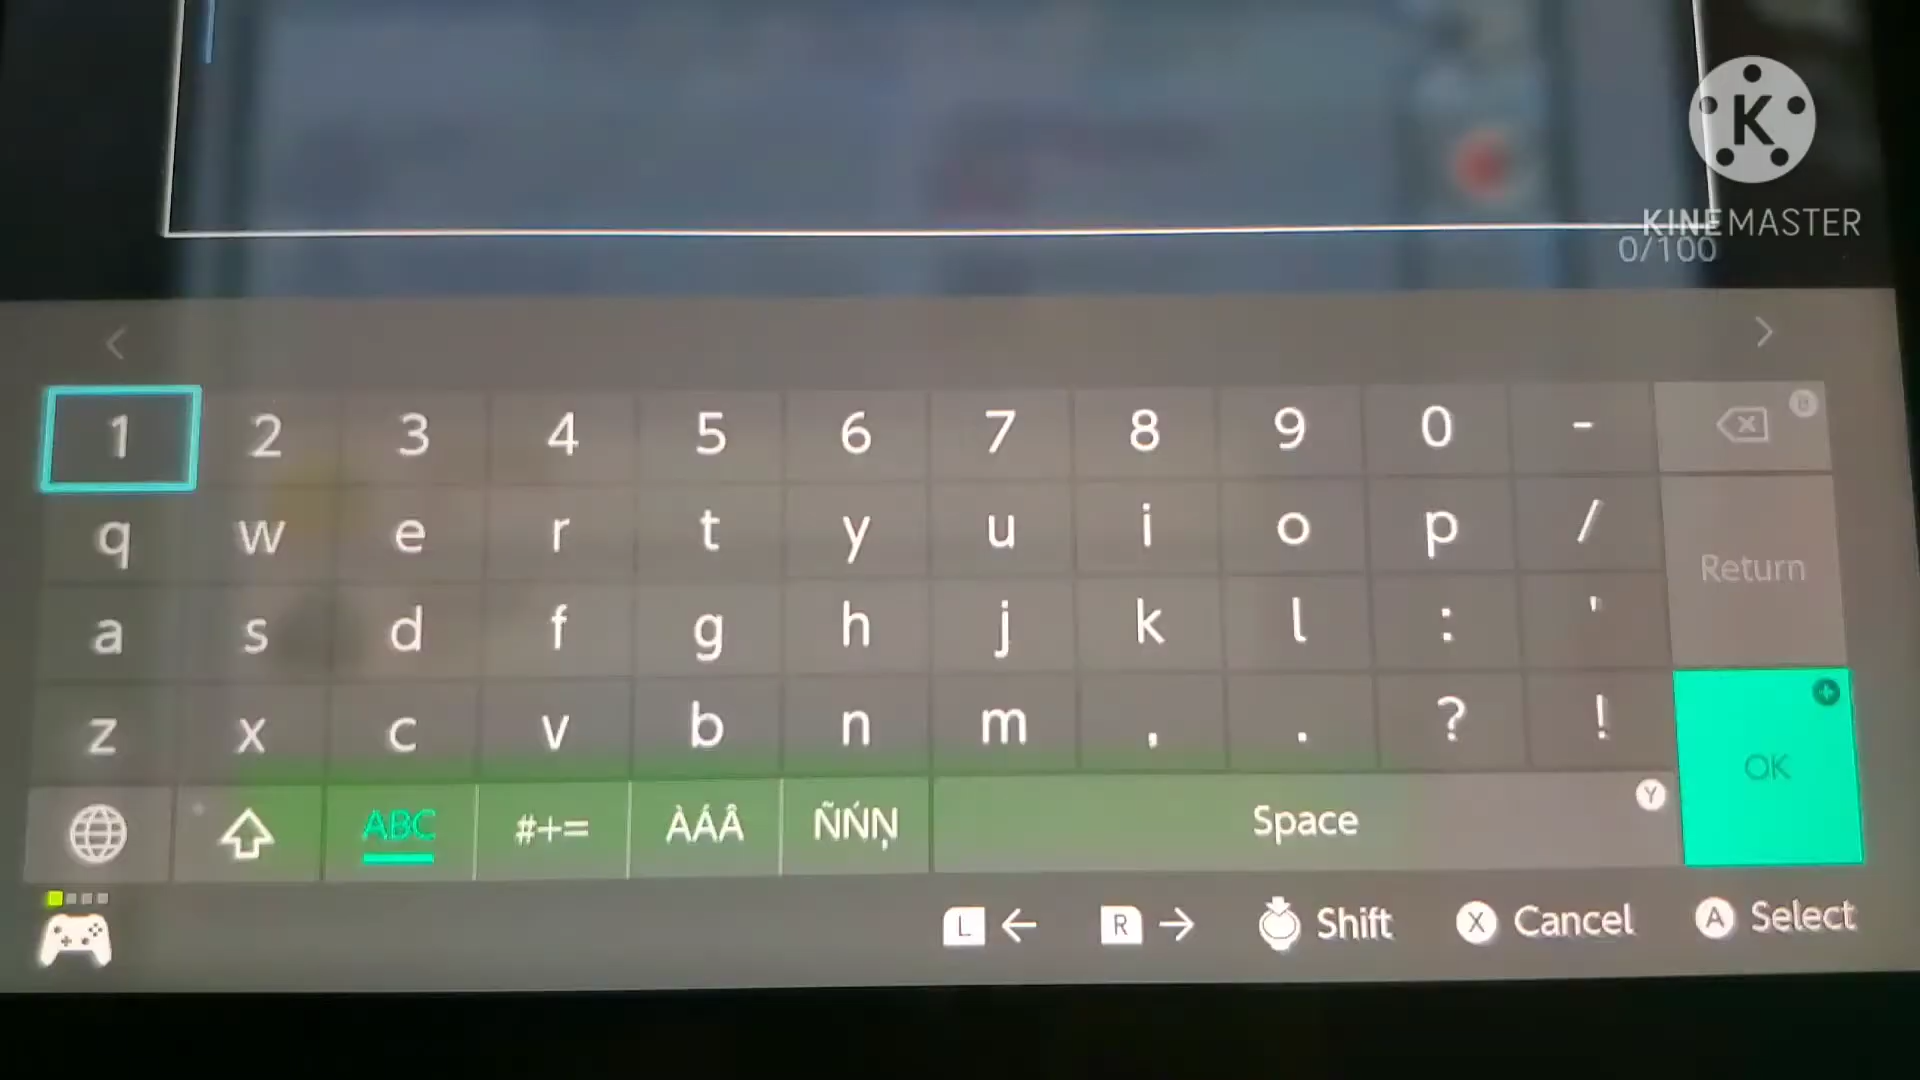 K
KINEMASTER
0/100
1 2 3 4 5 6 7 8 9 0 - B
q w e r t y u i o p / Return
a s d f g h j k l : '
z x c v b n m , . ? ! OK
ABC #+= ÀÁÂ ÑŃŅ Space Y
L ← R → Shift X Cancel A Select